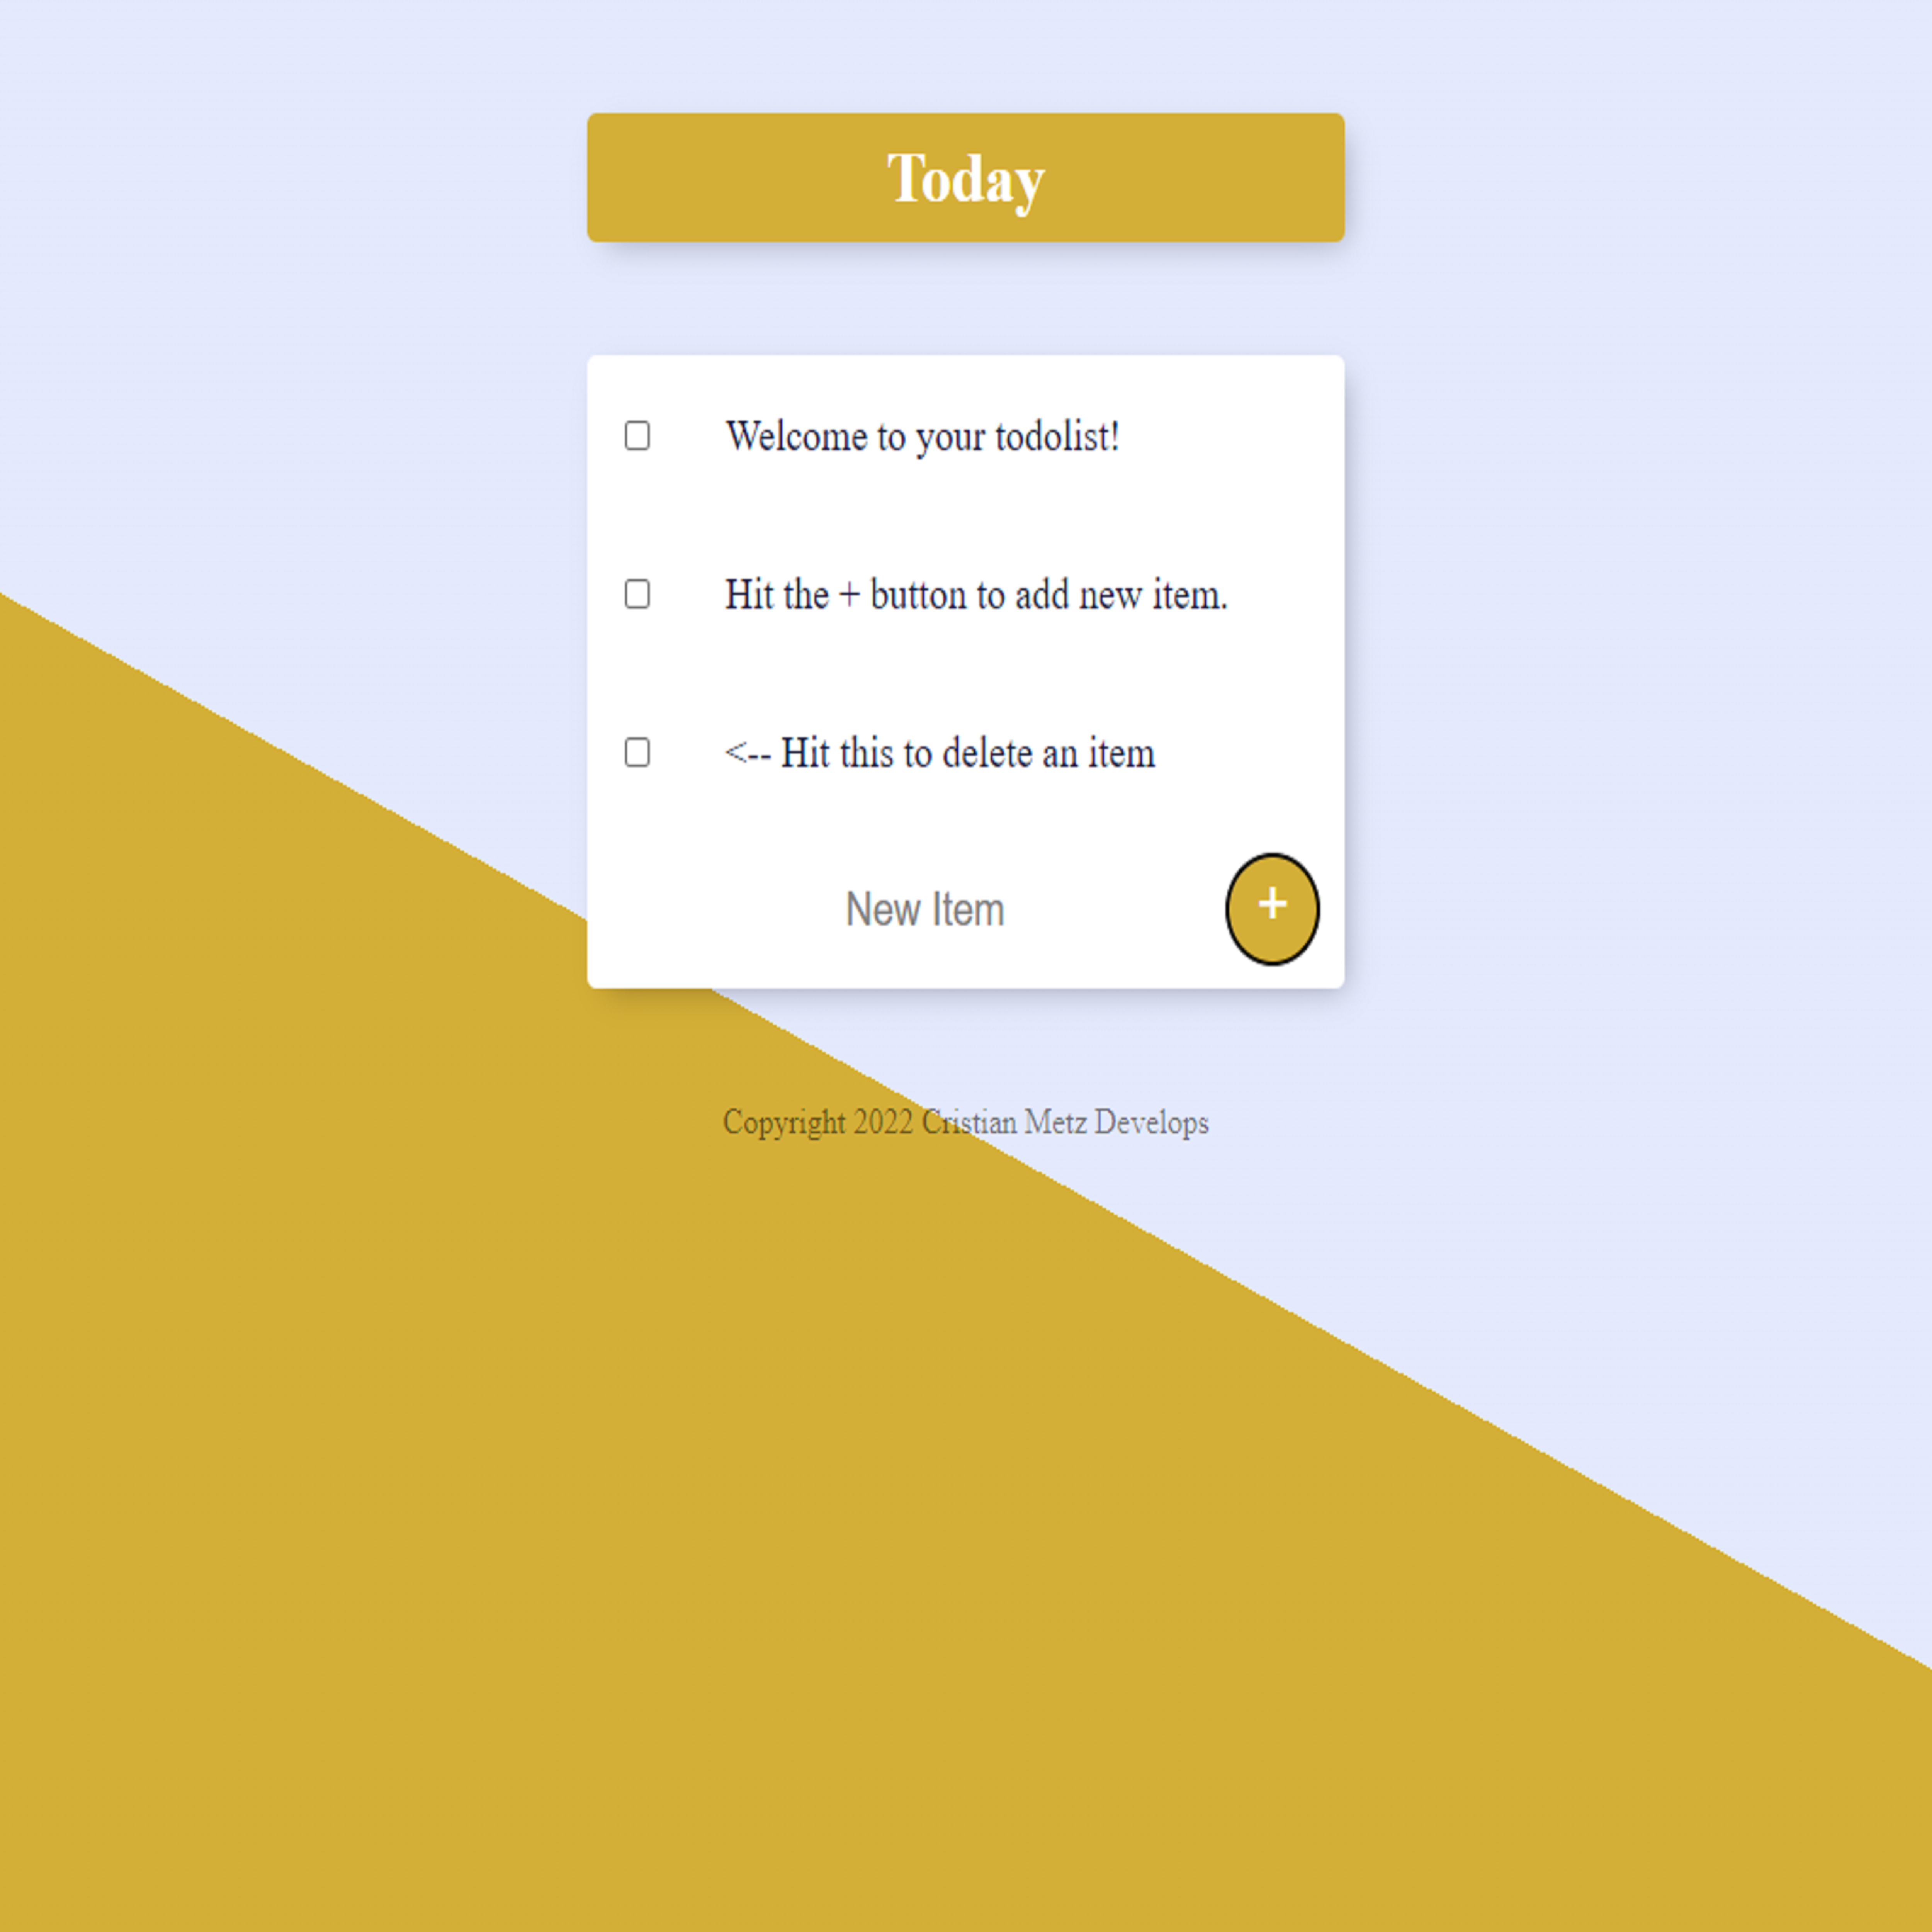 Today
Welcome to your todolist!
Hit the + button to add new item.
<-- Hit this to delete an item
New Item
+
Copyright 2022 Cristian Metz Develops